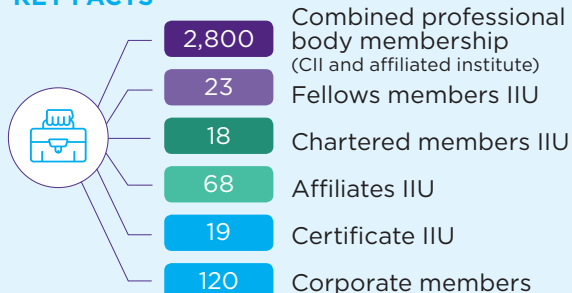 KEY FACTS
2,800
Combined professional
body membership
(CII and affiliated institute)
23
Fellows members IIU
18
Chartered members IIU
68
Affiliates IIU
19
Certificate IIU
120
Corporate members